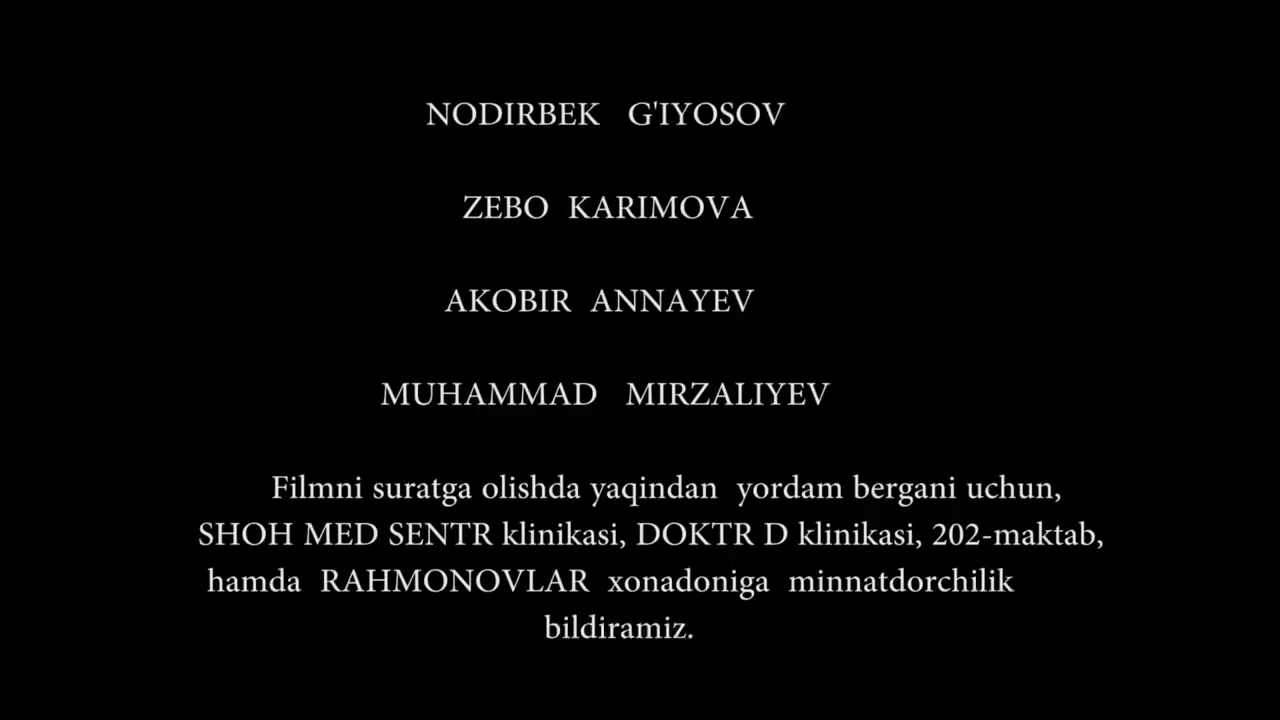 NODIRBEK G'IYOSOV
ZEBO KARIMOVA
AKOBIR ANNAYEV
MUHAMMAD MIRZALIYEV
Filmni suratga olishda yaqindan yordam bergani uchun,
SHOH MED SENTR klinikasi, DOKTR D klinikasi, 202-maktab,
hamda RAHMONOVLAR xonadoniga minnatdorchilik
bildiramiz.